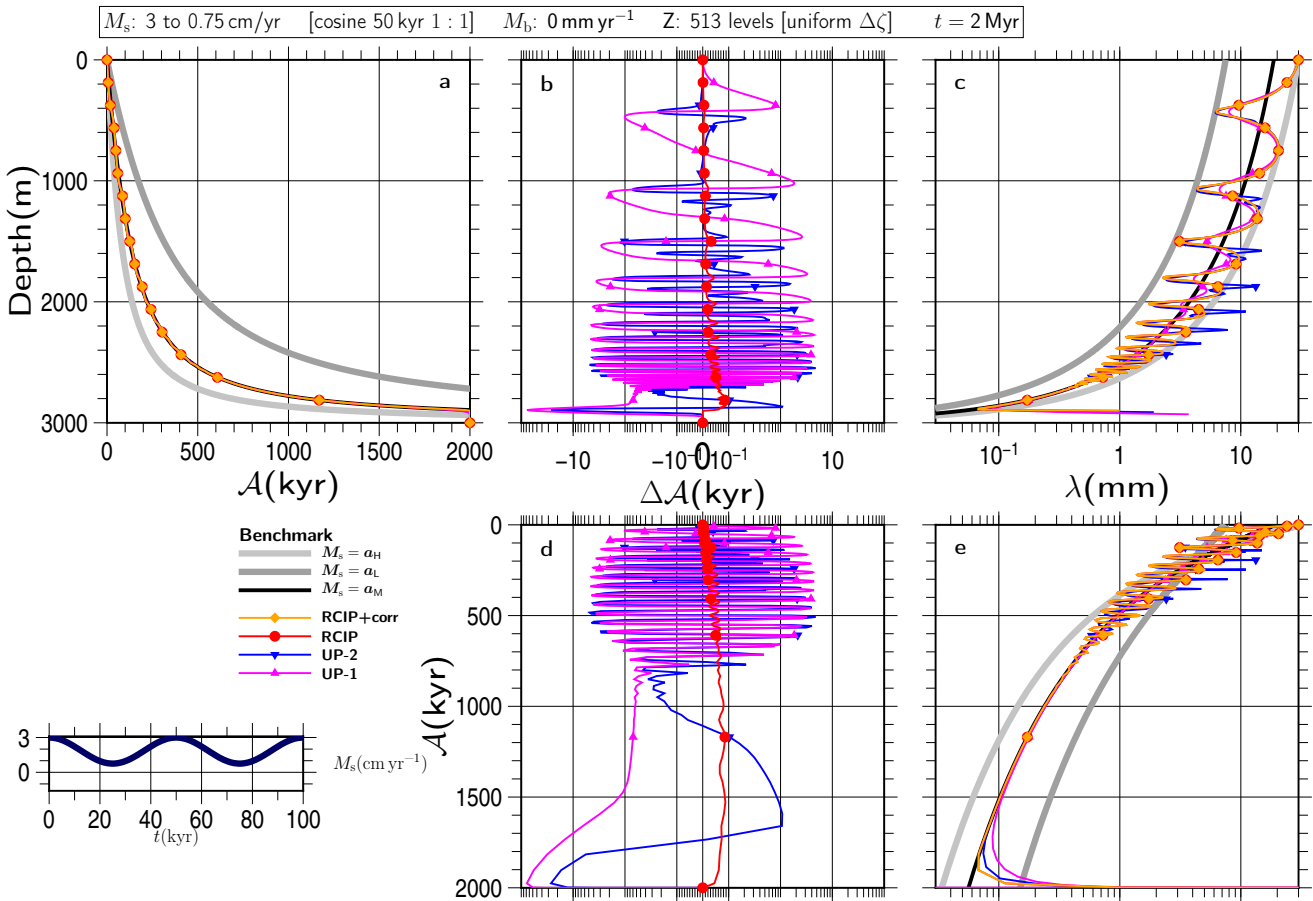 Mₛ: 3 to 0.75 cm/yr [cosine 50 kyr 1 : 1] M_b: 0 mm yr⁻¹ Z: 513 levels [uniform Δζ] t = 2 Myr
a
b
c
0
1000
2000
3000
Depth(m)
0 500 1000 1500 2000
𝒜(kyr)
−10 −10⁻¹ 0 10⁻¹ 10
Δ𝒜(kyr)
10⁻¹ 1 10
λ(mm)
Benchmark
Mₛ = a_H
Mₛ = a_L
Mₛ = a_M
RCIP+corr
RCIP
UP-2
UP-1
3
0
Mₛ(cm yr⁻¹)
0 20 40 60 80 100
t(kyr)
d
e
0
500
1000
1500
2000
𝒜(kyr)